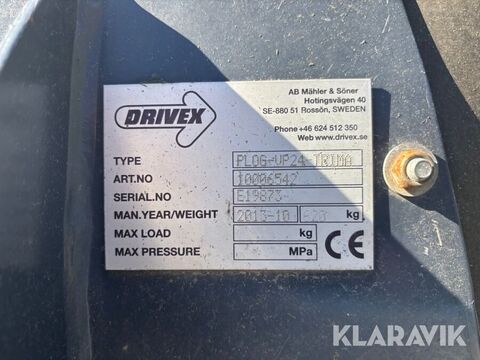 DRIVEX
AB Mähler & Söner
Hotingsvägen 40
SE-880 51 Rossön, SWEDEN
Phone +46 624 512 350
Web www.drivex.se
TYPE PLOG-VP24 TRIMA
ART.NO 10006542
SERIAL.NO E19873
MAN.YEAR/WEIGHT 2013-10 kg
MAX LOAD kg
MAX PRESSURE MPa
CE
KLARAVIK